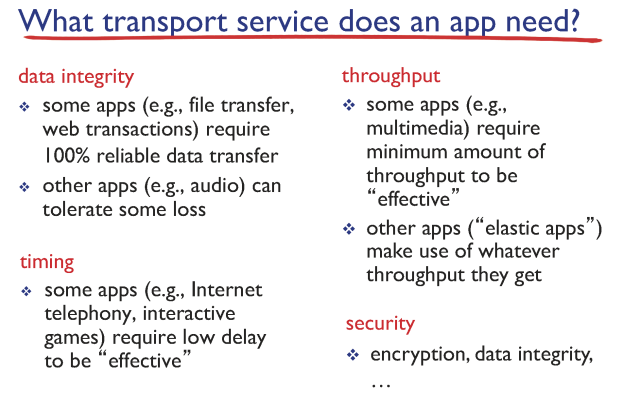 What transport service does an app need?
data integrity
❖ some apps (e.g., file transfer,
web transactions) require
100% reliable data transfer
❖ other apps (e.g., audio) can
tolerate some loss
timing
❖ some apps (e.g., Internet
telephony, interactive
games) require low delay
to be “effective”
throughput
❖ some apps (e.g.,
multimedia) require
minimum amount of
throughput to be
“effective”
❖ other apps (“elastic apps”)
make use of whatever
throughput they get
security
❖ encryption, data integrity,
…